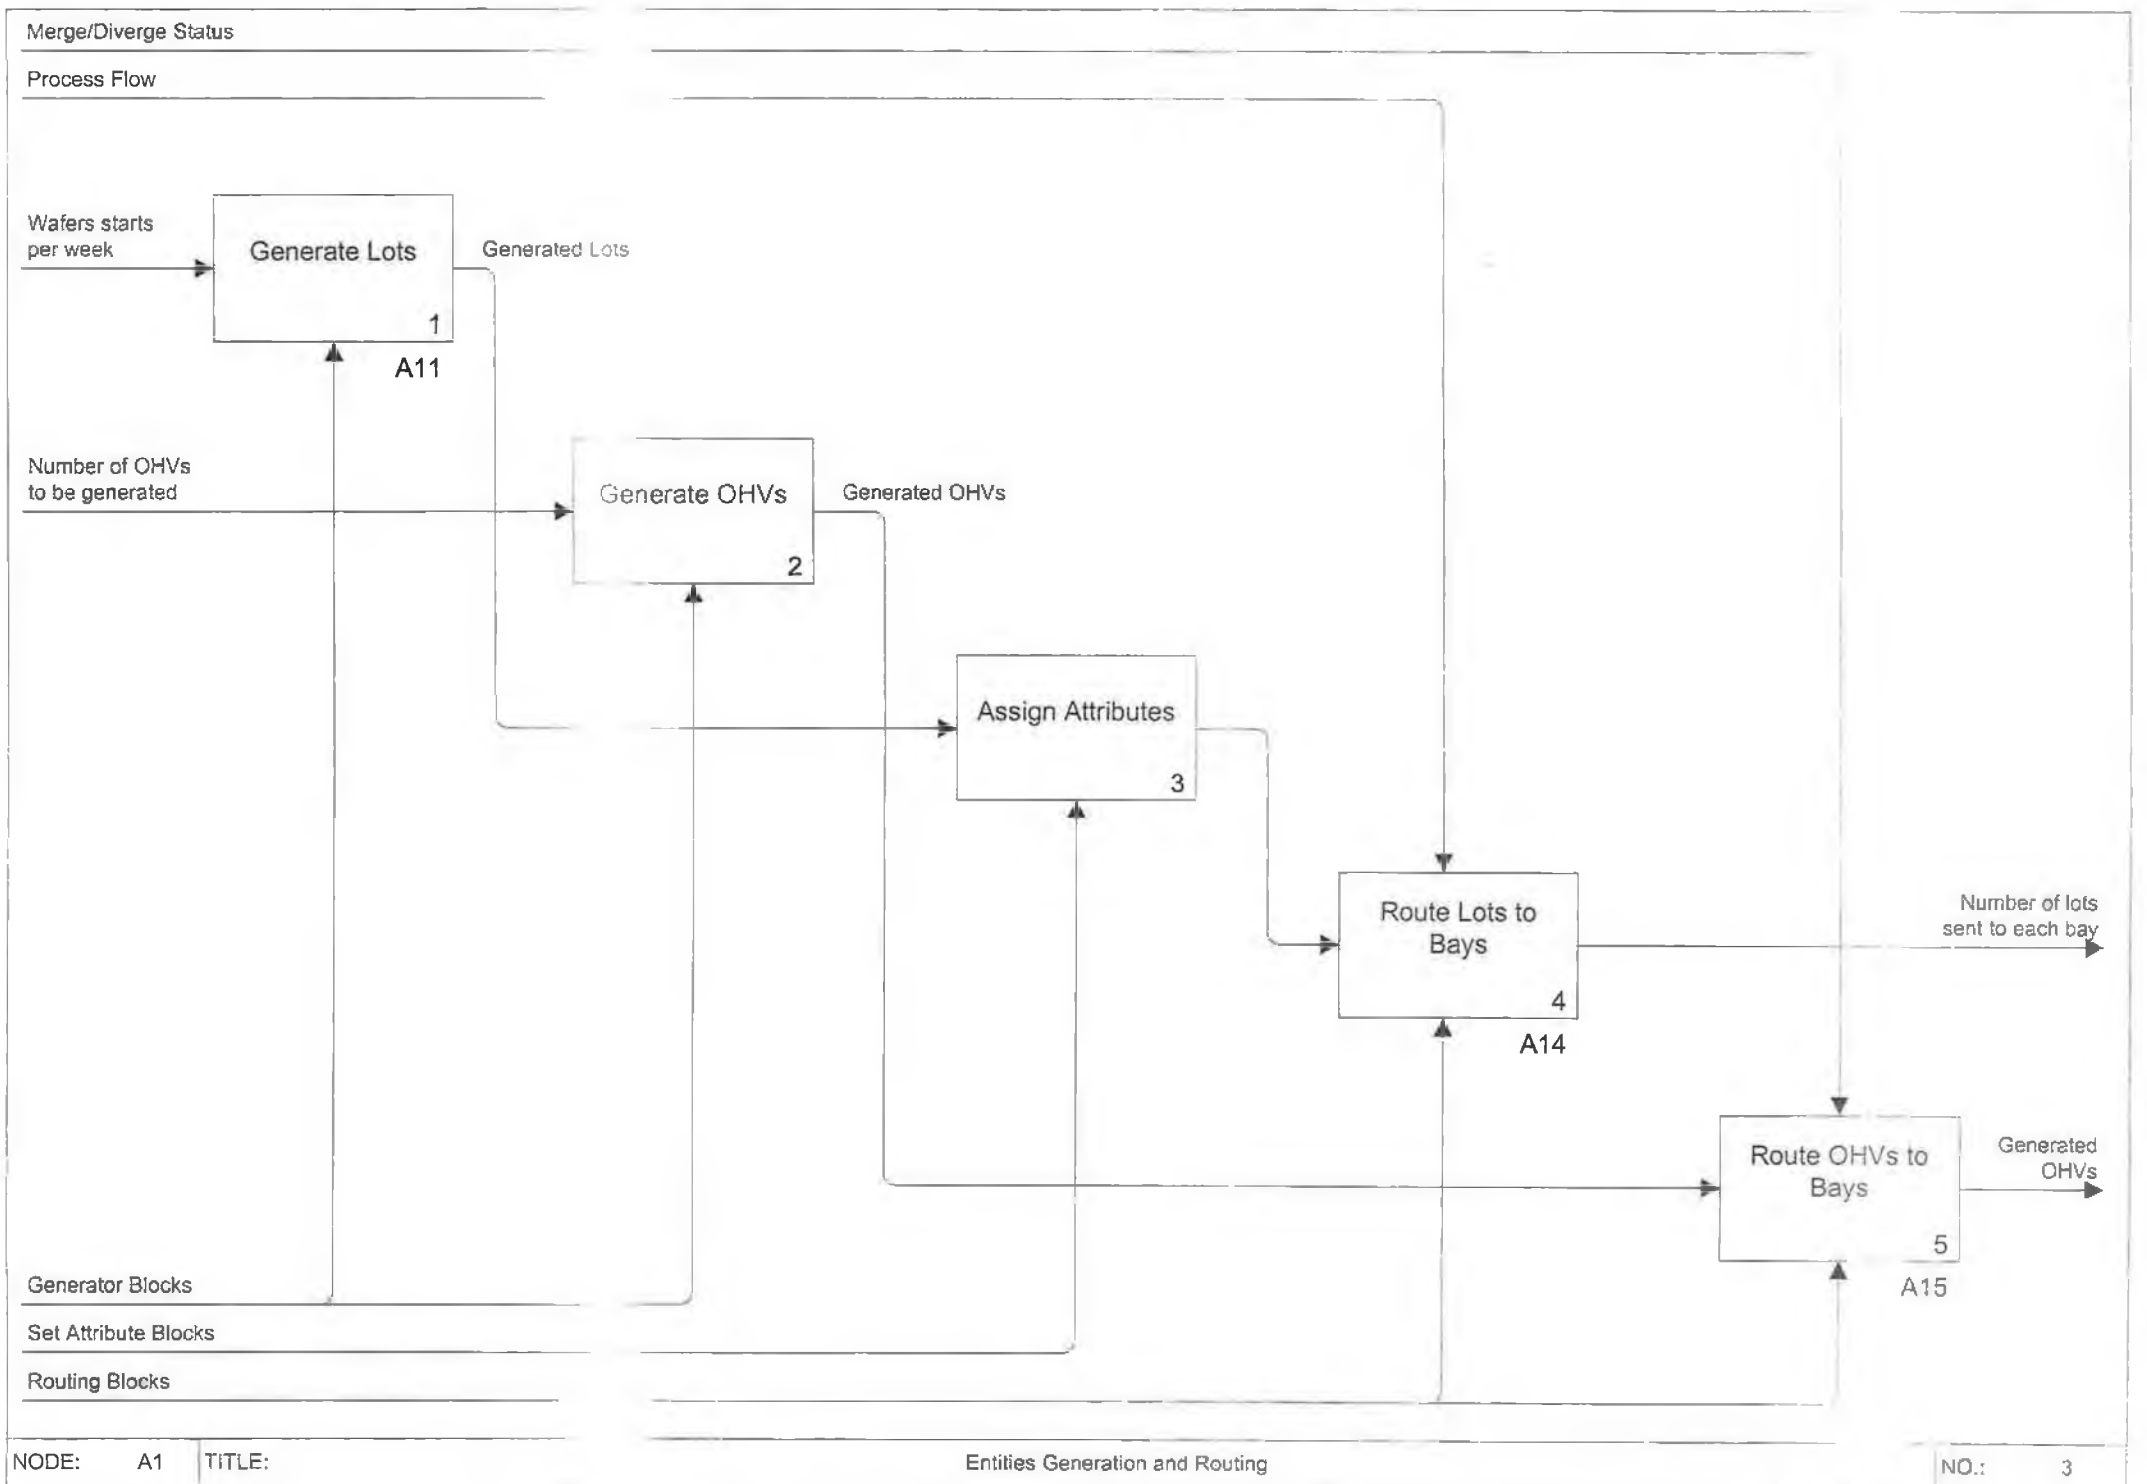 Merge/Diverge Status
Process Flow
Wafers starts
per week
Generate Lots
1
A11
Generated Lots
Number of OHVs
to be generated
Generate OHVs
2
Generated OHVs
Assign Attributes
3
Route Lots to
Bays
4
A14
Number of lots
sent to each bay
Route OHVs to
Bays
5
A15
Generated
OHVs
Generator Blocks
Set Attribute Blocks
Routing Blocks
NODE: A1 TITLE: Entities Generation and Routing NO.: 3